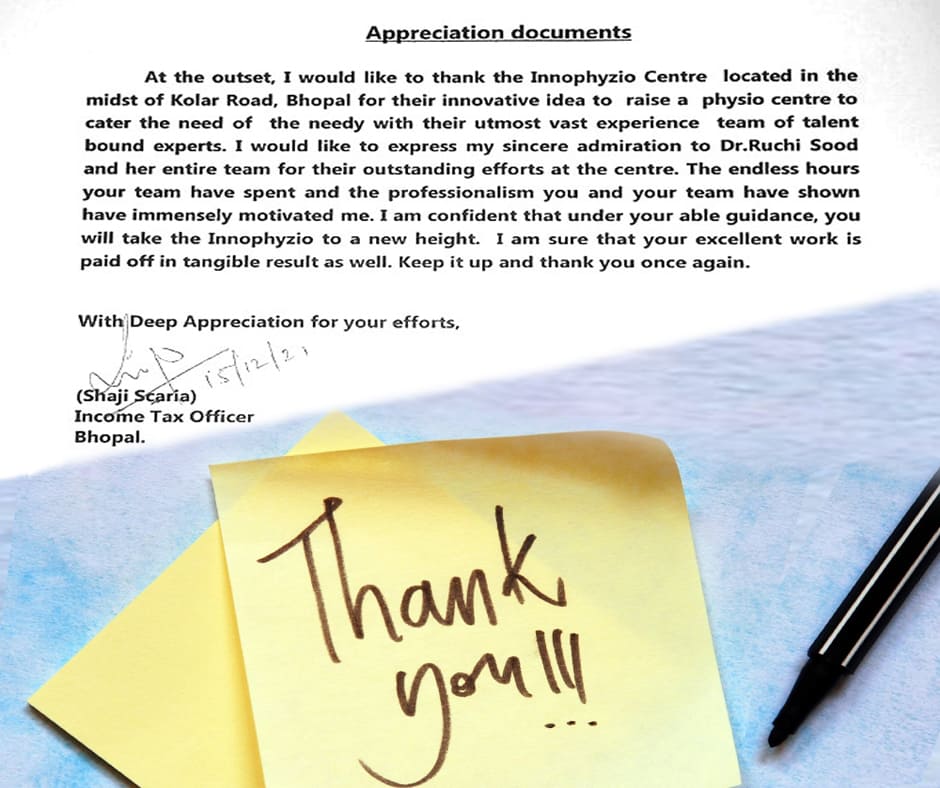 Appreciation documents
At the outset, I would like to thank the Innophyzio Centre located in the
midst of Kolar Road, Bhopal for their innovative idea to raise a physio centre to
cater the need of the needy with their utmost vast experience team of talent
bound experts. I would like to express my sincere admiration to Dr.Ruchi Sood
and her entire team for their outstanding efforts at the centre. The endless hours
your team have spent and the professionalism you and your team have shown
have immensely motivated me. I am confident that under your able guidance, you
will take the Innophyzio to a new height. I am sure that your excellent work is
paid off in tangible result as well. Keep it up and thank you once again.
With Deep Appreciation for your efforts,
15/12/21
(Shaji Scaria)
Income Tax Officer
Bhopal.
Thank
you!!!
...